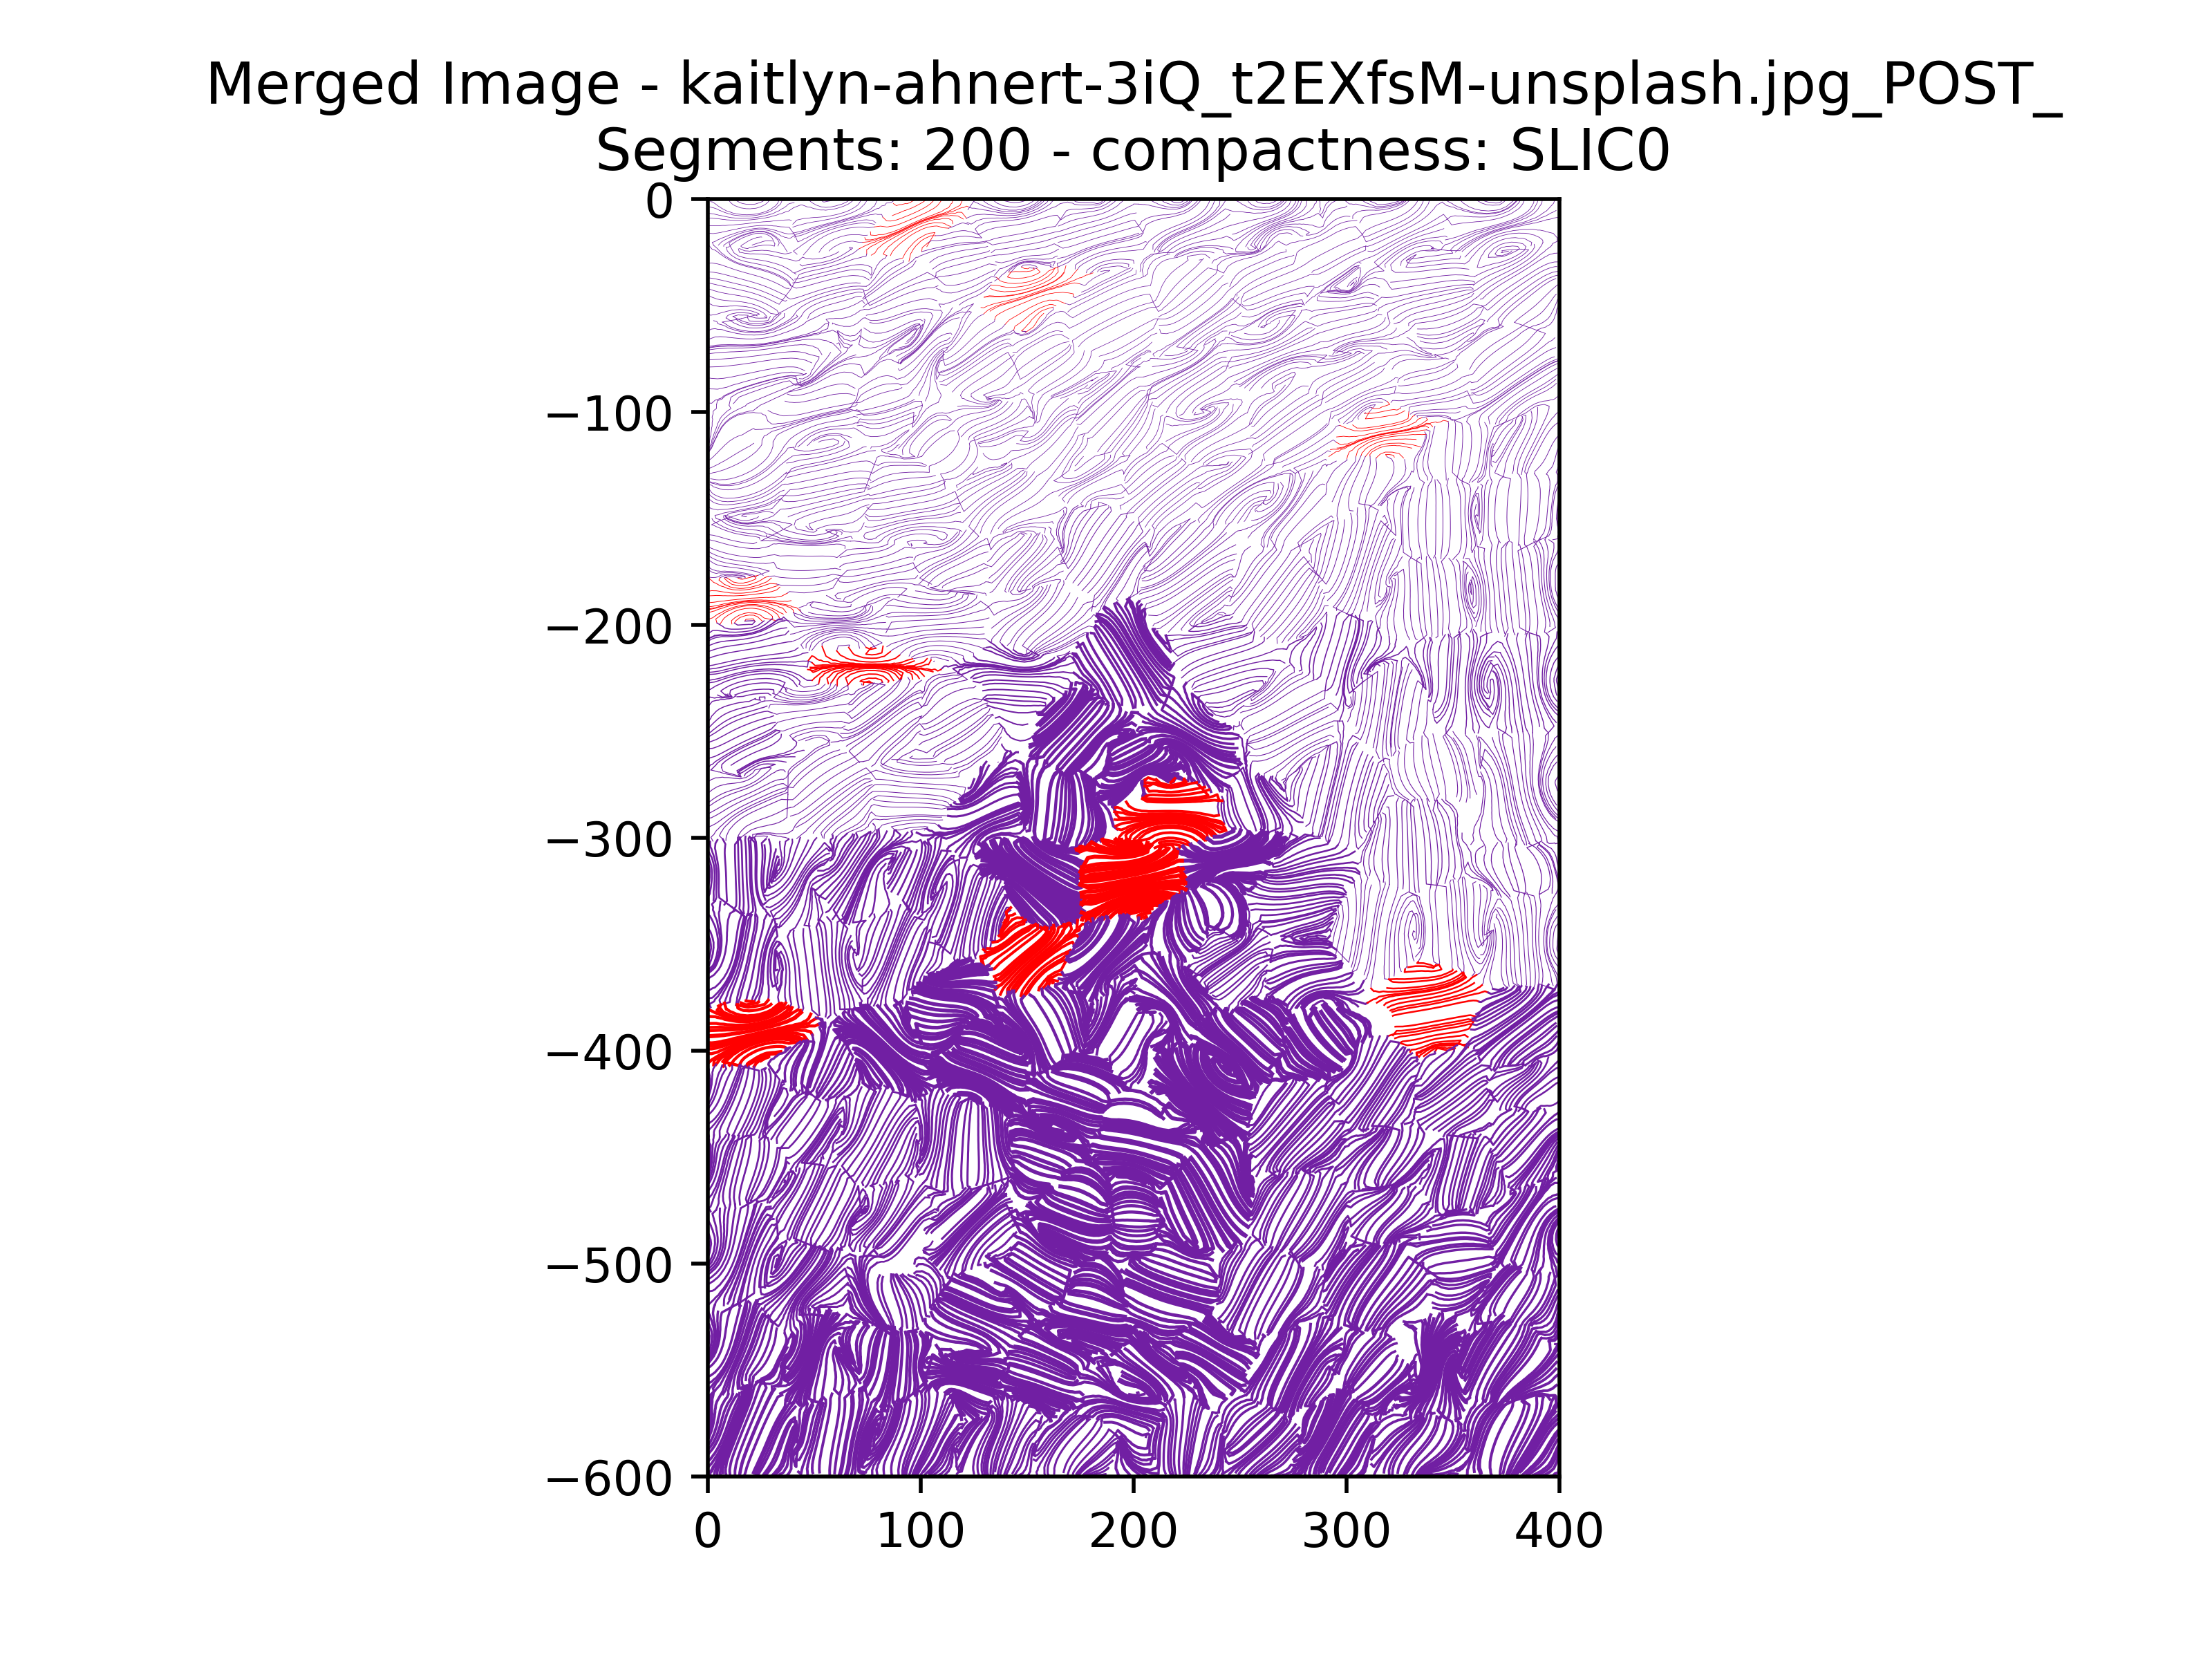 Merged Image - kaitlyn-ahnert-3iQ_t2EXfsM-unsplash.jpg_POST_
Segments: 200 - compactness: SLIC0
0
−100
−200
−300
−400
−500
−600
0 100 200 300 400